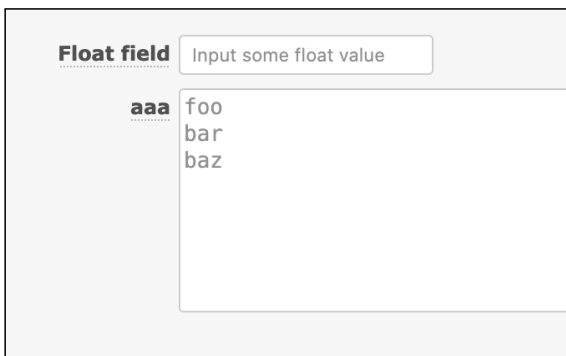 Float field
Input some float value
aaa
foo
bar
baz